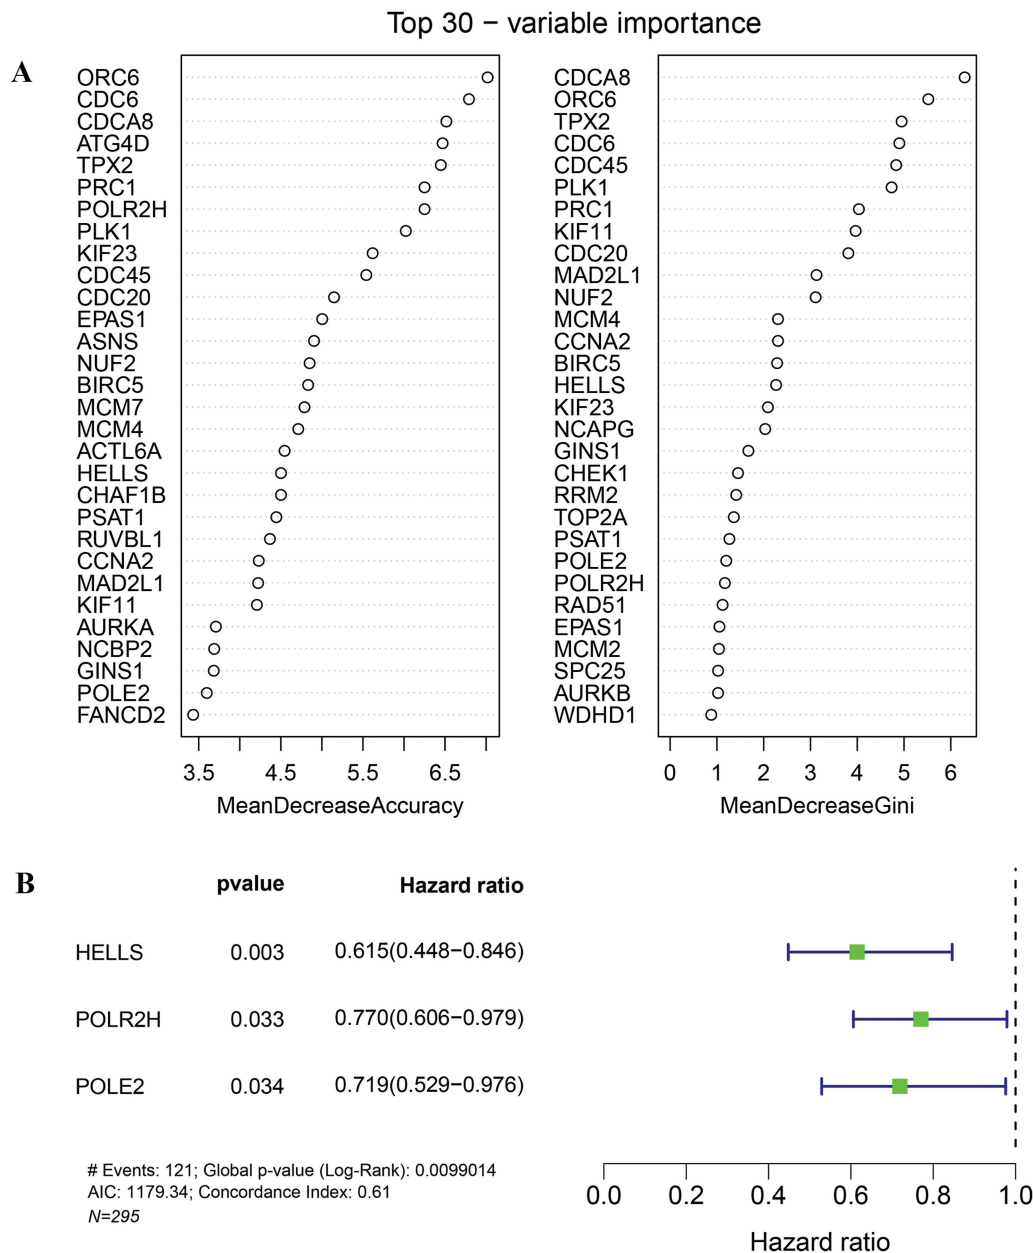 Top 30 − variable importance
A
ORC6
CDC6
CDCA8
ATG4D
TPX2
PRC1
POLR2H
PLK1
KIF23
CDC45
CDC20
EPAS1
ASNS
NUF2
BIRC5
MCM7
MCM4
ACTL6A
HELLS
CHAF1B
PSAT1
RUVBL1
CCNA2
MAD2L1
KIF11
AURKA
NCBP2
GINS1
POLE2
FANCD2
3.5 4.5 5.5 6.5
MeanDecreaseAccuracy
CDCA8
ORC6
TPX2
CDC6
CDC45
PLK1
PRC1
KIF11
CDC20
MAD2L1
NUF2
MCM4
CCNA2
BIRC5
HELLS
KIF23
NCAPG
GINS1
CHEK1
RRM2
TOP2A
PSAT1
POLE2
POLR2H
RAD51
EPAS1
MCM2
SPC25
AURKB
WDHD1
0 1 2 3 4 5 6
MeanDecreaseGini
B
pvalue Hazard ratio
HELLS 0.003 0.615(0.448−0.846)
POLR2H 0.033 0.770(0.606−0.979)
POLE2 0.034 0.719(0.529−0.976)
# Events: 121; Global p-value (Log-Rank): 0.0099014
AIC: 1179.34; Concordance Index: 0.61
N=295
0.0 0.2 0.4 0.6 0.8 1.0
Hazard ratio